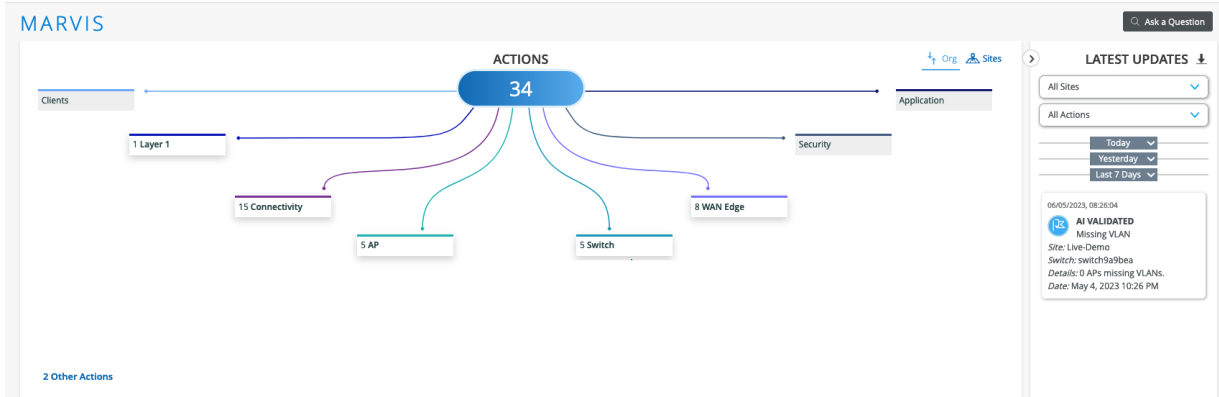 MARVIS
Ask a Question
ACTIONS
34
Org
Sites
Clients
Application
1 Layer 1
Security
15 Connectivity
8 WAN Edge
5 AP
5 Switch
2 Other Actions
LATEST UPDATES
All Sites
All Actions
Today
Yesterday
Last 7 Days
06/05/2023, 08:26:04
AI VALIDATED
Missing VLAN
Site: Live-Demo
Switch: switch9a9bea
Details: 0 APs missing VLANs.
Date: May 4, 2023 10:26 PM